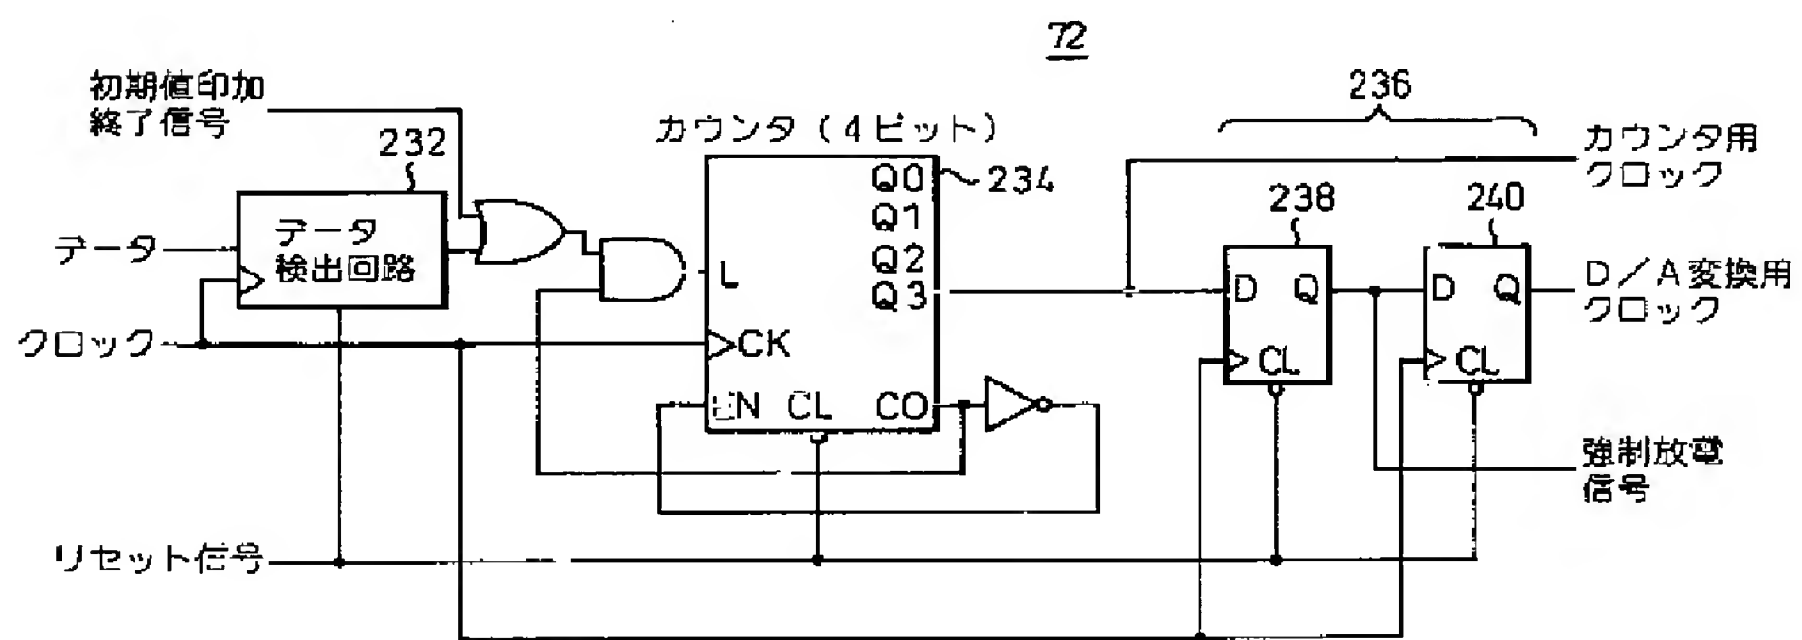 72
初期値印加
終了信号
232
カウンタ(4ビット)
236
カウンタ用
クロック
データ
データ
検出回路
クロック
L
CK
EN
CL
CO
Q0
Q1
Q2
Q3
234
238
D
Q
CL
240
D
Q
CL
D/A変換用
クロック
強制放電
信号
リセット信号